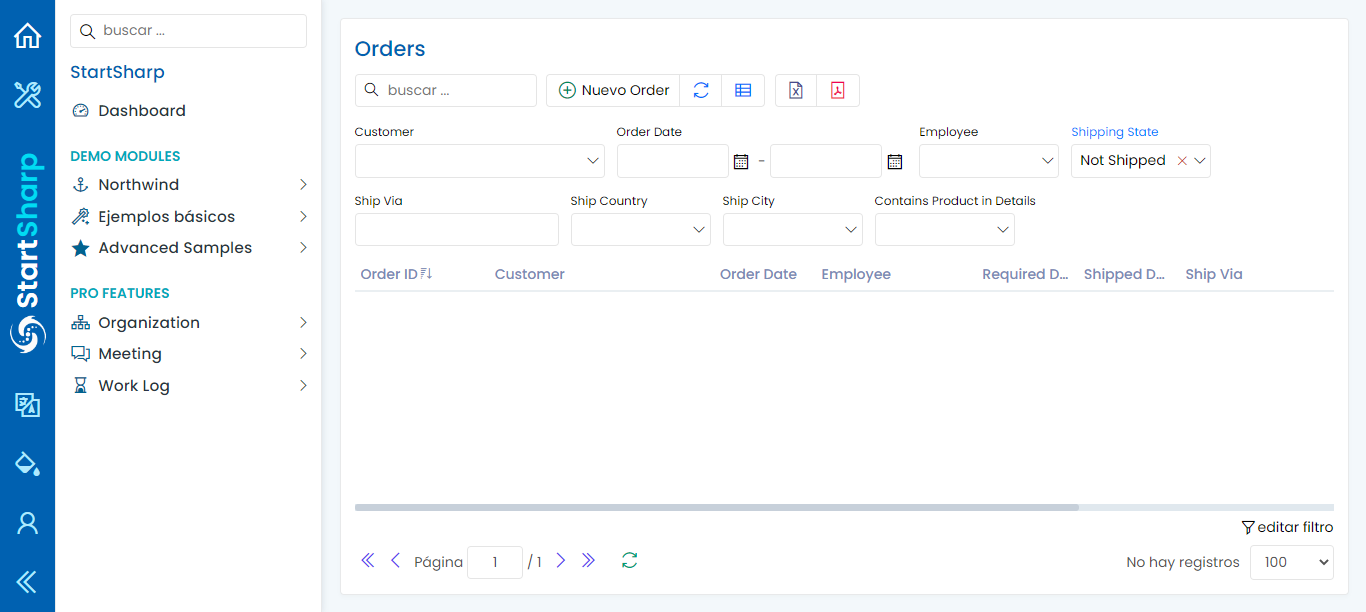 StartSharp
buscar ...
StartSharp
Dashboard
DEMO MODULES
Northwind
Ejemplos básicos
Advanced Samples
PRO FEATURES
Organization
Meeting
Work Log
Orders
buscar ...
Nuevo Order
Customer
Order Date
Employee
Shipping State
-
Not Shipped
Ship Via
Ship Country
Ship City
Contains Product in Details
Order ID Customer Order Date Employee Required D... Shipped D... Ship Via
editar filtro
Página 1 / 1
No hay registros 100